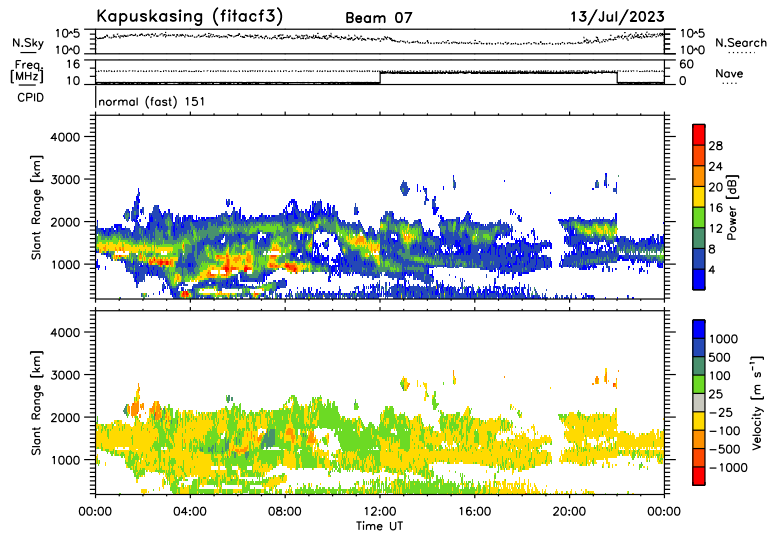 Kapuskasing (fitacf3) Beam 07 13/Jul/2023
N.Sky 10^5 10^0 10^5 10^0 N.Search
Freq. [MHz] 16 10 60 0 Nave
CPID normal (fast) 151
Slant Range [km]
4000
3000
2000
1000
Power [dB]
28
24
20
16
12
8
4
Slant Range [km]
4000
3000
2000
1000
Velocity [m s⁻¹]
1000
500
100
25
−25
−100
−500
−1000
00:00 04:00 08:00 12:00 16:00 20:00 00:00
Time UT